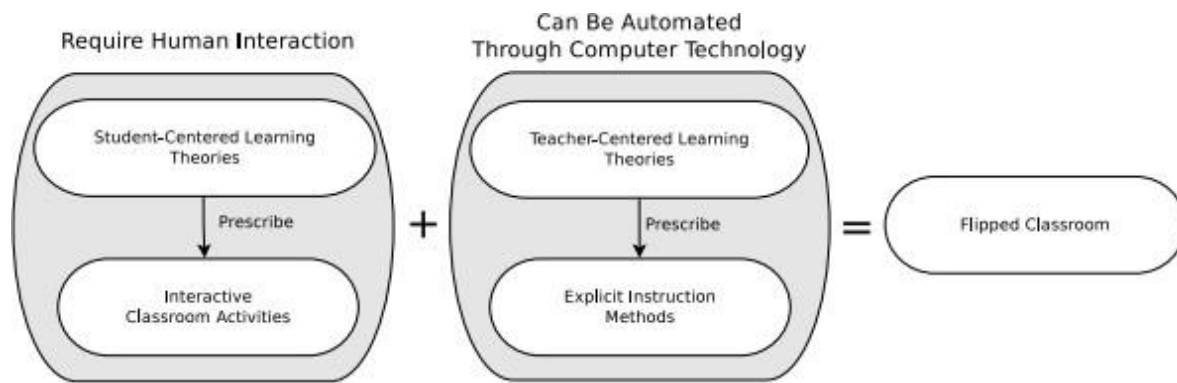 Require Human Interaction
Can Be Automated
Through Computer Technology
Student-Centered Learning
Theories
Prescribe
Interactive
Classroom Activities
+
Teacher-Centered Learning
Theories
Prescribe
Explicit Instruction
Methods
=
Flipped Classroom